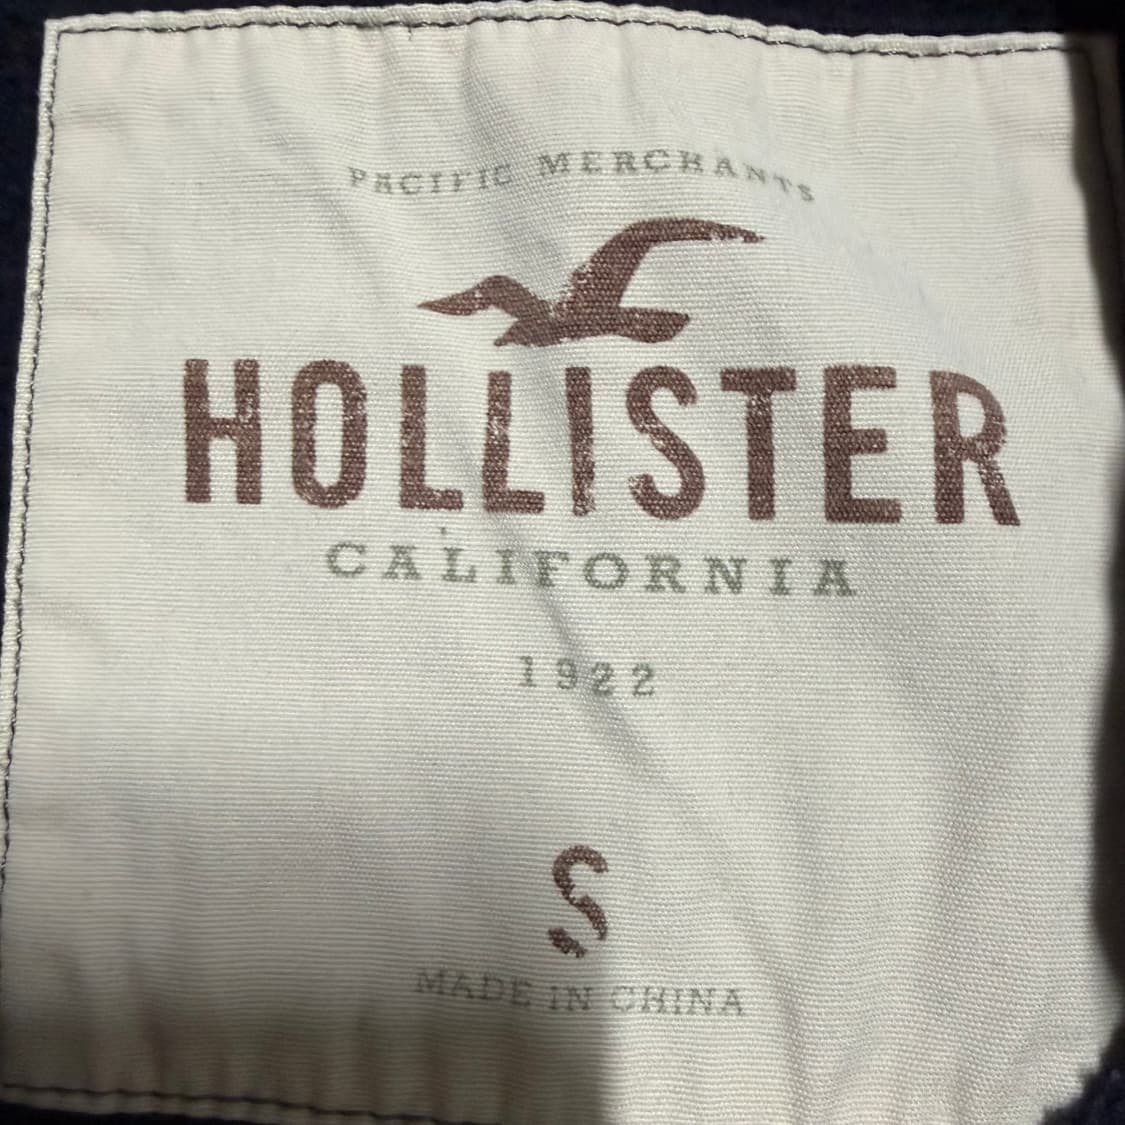 PACIFIC MERCHANTS
HOLLISTER
CALIFORNIA
1922
S
MADE IN CHINA